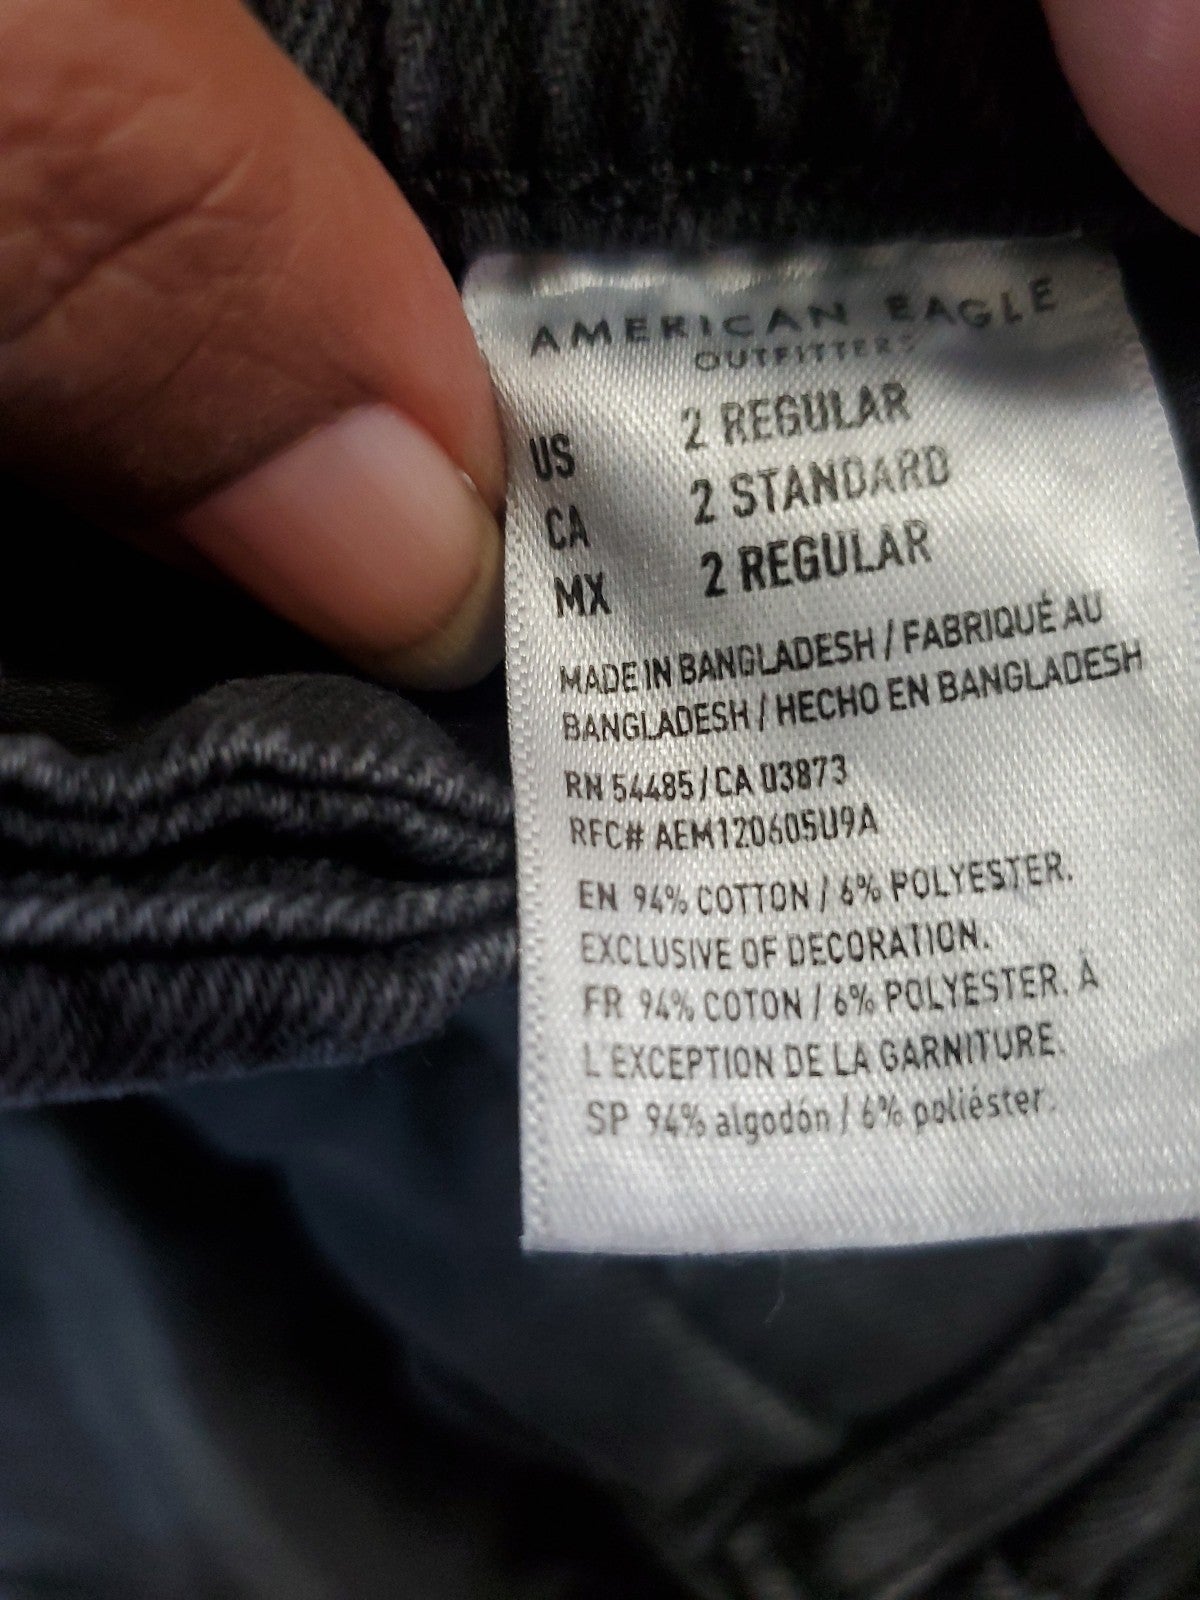 AMERICAN EAGLE
OUTFITTERS
US 2 REGULAR
CA 2 STANDARD
MX 2 REGULAR
MADE IN BANGLADESH / FABRIQUÉ AU
BANGLADESH / HECHO EN BANGLADESH
RN 54485 / CA 03873
RFC# AEM120605U9A
EN 94% COTTON / 6% POLYESTER.
EXCLUSIVE OF DECORATION.
FR 94% COTON / 6% POLYESTER. À
L'EXCEPTION DE LA GARNITURE.
SP 94% algodón / 6% poliéster.